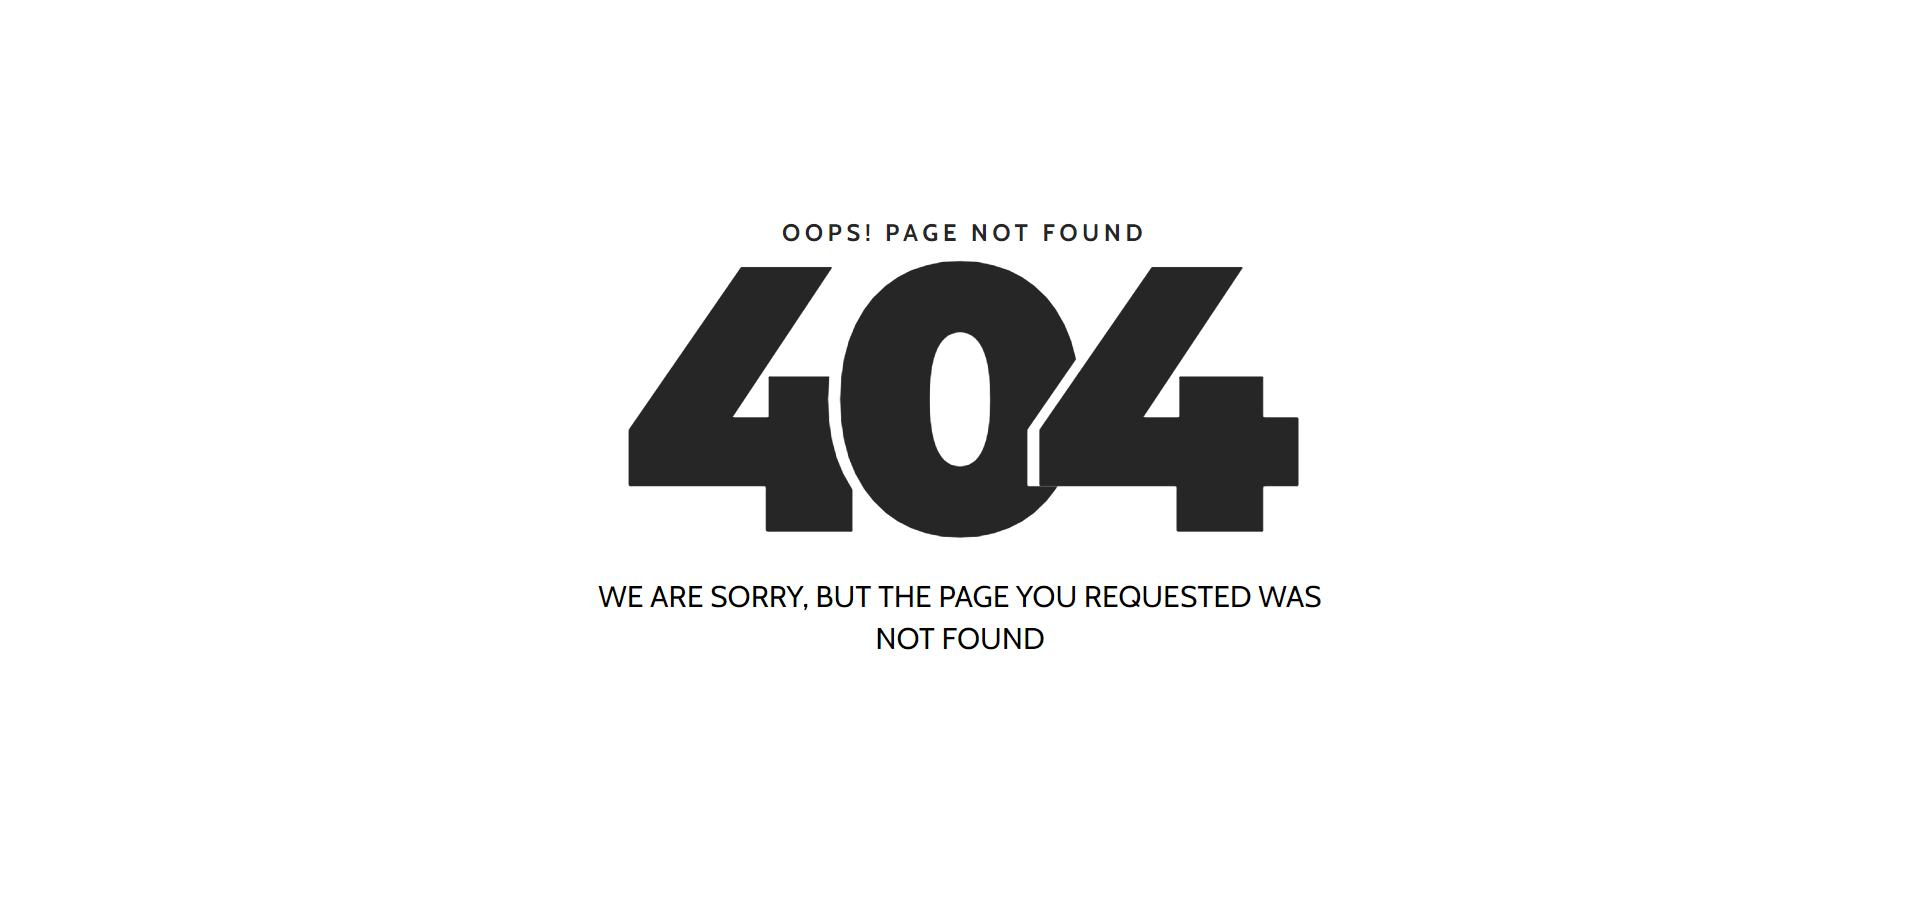 OOPS! PAGE NOT FOUND
404
WE ARE SORRY, BUT THE PAGE YOU REQUESTED WAS
NOT FOUND